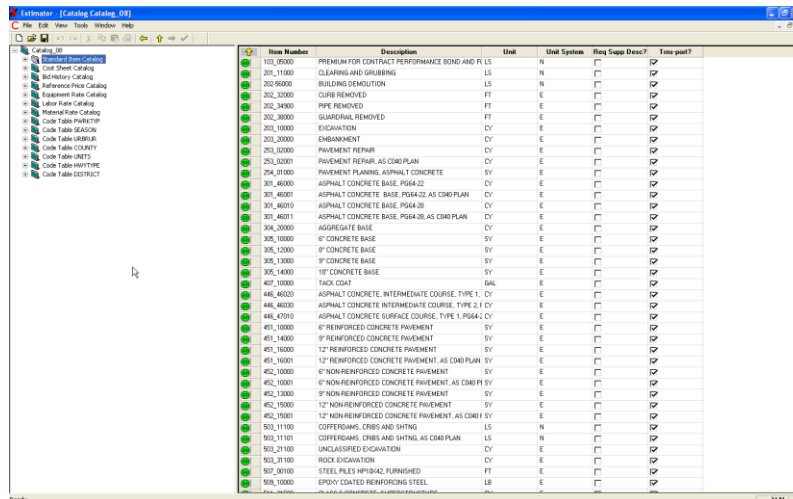 Estimator - [Catalog Catalog_08]
File Edit View Tools Window Help
Catalog_08
Standard Item Catalog
Cost Sheet Catalog
Bid History Catalog
Reference Price Catalog
Equipment Rate Catalog
Labor Rate Catalog
Material Rate Catalog
Code Table PWRKTYP
Code Table SEASON
Code Table URBRUR
Code Table COUNTY
Code Table UNITS
Code Table HWYTYPE
Code Table DISTRICT
Item Number Description Unit Unit System Req Supp Desc? Trns-port?
103_05000 PREMIUM FOR CONTRACT PERFORMANCE BOND AND F( LS N
201_11000 CLEARING AND GRUBBING LS N
202-56000 BUILDING DEMOLITION LS N
202_32000 CURB REMOVED FT E
202_34900 PIPE REMOVED FT E
202_38000 GUARDRAIL REMOVED FT E
203_10000 EXCAVATION CY E
203_20000 EMBANKMENT CY E
253_02000 PAVEMENT REPAIR CY E
253_02001 PAVEMENT REPAIR, AS C040 PLAN CY E
254_01000 PAVEMENT PLANING, ASPHALT CONCRETE SY E
301_46000 ASPHALT CONCRETE BASE, PG64-22 CY E
301_46001 ASPHALT CONCRETE BASE, PG64-22, AS C040 PLAN CY E
301_46010 ASPHALT CONCRETE BASE, PG64-28 CY E
301_46011 ASPHALT CONCRETE BASE, PG64-28, AS C040 PLAN CY E
304_20000 AGGREGATE BASE CY E
305_10000 6" CONCRETE BASE SY E
305_12000 8" CONCRETE BASE SY E
305_13000 9" CONCRETE BASE SY E
305_14000 10" CONCRETE BASE SY E
407_10000 TACK COAT GAL E
446_46020 ASPHALT CONCRETE, INTERMEDIATE COURSE, TYPE 1, CY E
446_46030 ASPHALT CONCRETE INTERMEDIATE COURSE, TYPE 2, F CY E
446_47010 ASPHALT CONCRETE SURFACE COURSE, TYPE 1, PG64-2 CY E
451_10000 6" REINFORCED CONCRETE PAVEMENT SY E
451_14000 9" REINFORCED CONCRETE PAVEMENT SY E
451_16000 12" REINFORCED CONCRETE PAVEMENT SY E
451_16001 12" REINFORCED CONCRETE PAVEMENT, AS C040 PLAN SY E
452_10000 6" NON-REINFORCED CONCRETE PAVEMENT SY E
452_10001 6" NON-REINFORCED CONCRETE PAVEMENT, AS C040 Pl SY E
452_13000 9" NON-REINFORCED CONCRETE PAVEMENT SY E
452_15000 12" NON-REINFORCED CONCRETE PAVEMENT SY E
452_15001 12" NON-REINFORCED CONCRETE PAVEMENT, AS C040 F SY E
503_11100 COFFERDAMS, CRIBS AND SHTNG LS N
503_11101 COFFERDAMS, CRIBS AND SHTNG, AS C040 PLAN LS N
503_21100 UNCLASSIFIED EXCAVATION CY E
503_31100 ROCK EXCAVATION CY E
507_00100 STEEL PILES HP10X42, FURNISHED FT E
509_10000 EPOXY COATED REINFORCING STEEL LB E